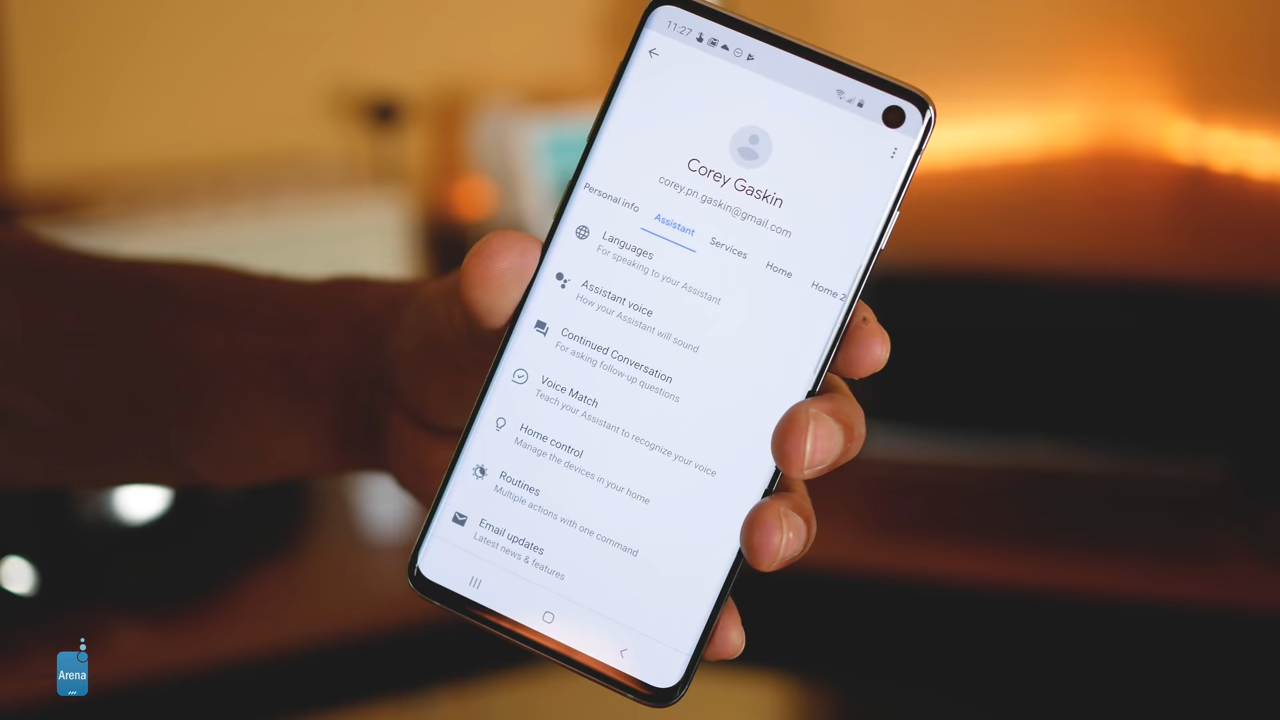 11:27
Corey Gaskin
corey.pn.gaskin@gmail.com
Personal info Assistant Services Home Home 2
Languages
For speaking to your Assistant
Assistant voice
How your Assistant will sound
Continued Conversation
For asking follow-up questions
Voice Match
Teach your Assistant to recognize your voice
Home control
Manage the devices in your home
Routines
Multiple actions with one command
Email updates
Latest news & features
Arena